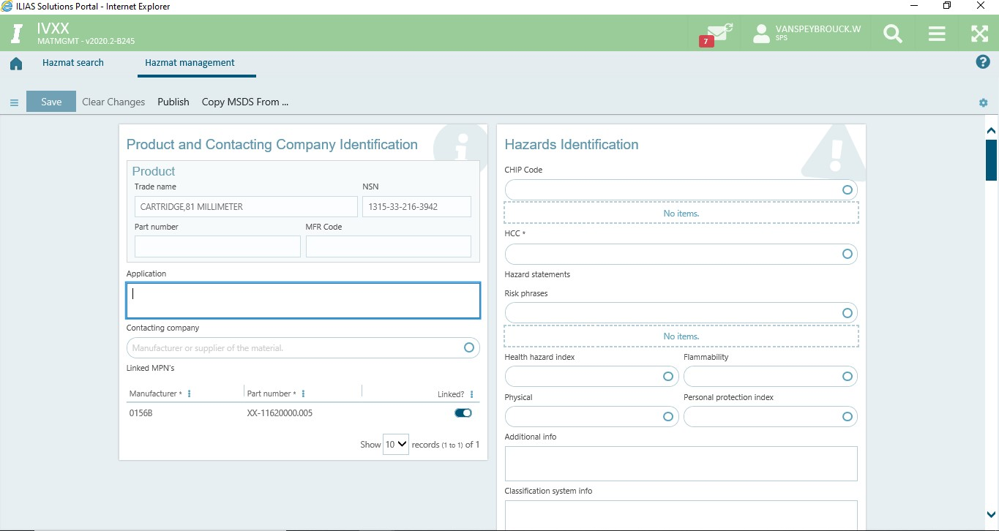 ILIAS Solutions Portal - Internet Explorer
IVXX
MATMGMT - v2020.2-B245
7
VANSPEYBROUCK.W
SPS
Hazmat search
Hazmat management
?
Save
Clear Changes
Publish
Copy MSDS From ...
Product and Contacting Company Identification
Product
Trade name
NSN
CARTRIDGE,81 MILLIMETER
1315-33-216-3942
Part number
MFR Code
Application
Contacting company
Manufacturer or supplier of the material.
Linked MPN's
Manufacturer *
Part number *
Linked?
0156B
XX-11620000.005
Show 10 records (1 to 1) of 1
Hazards Identification
CHIP Code
No items.
HCC *
Hazard statements
Risk phrases
No items.
Health hazard index
Flammability
Physical
Personal protection index
Additional info
Classification system info